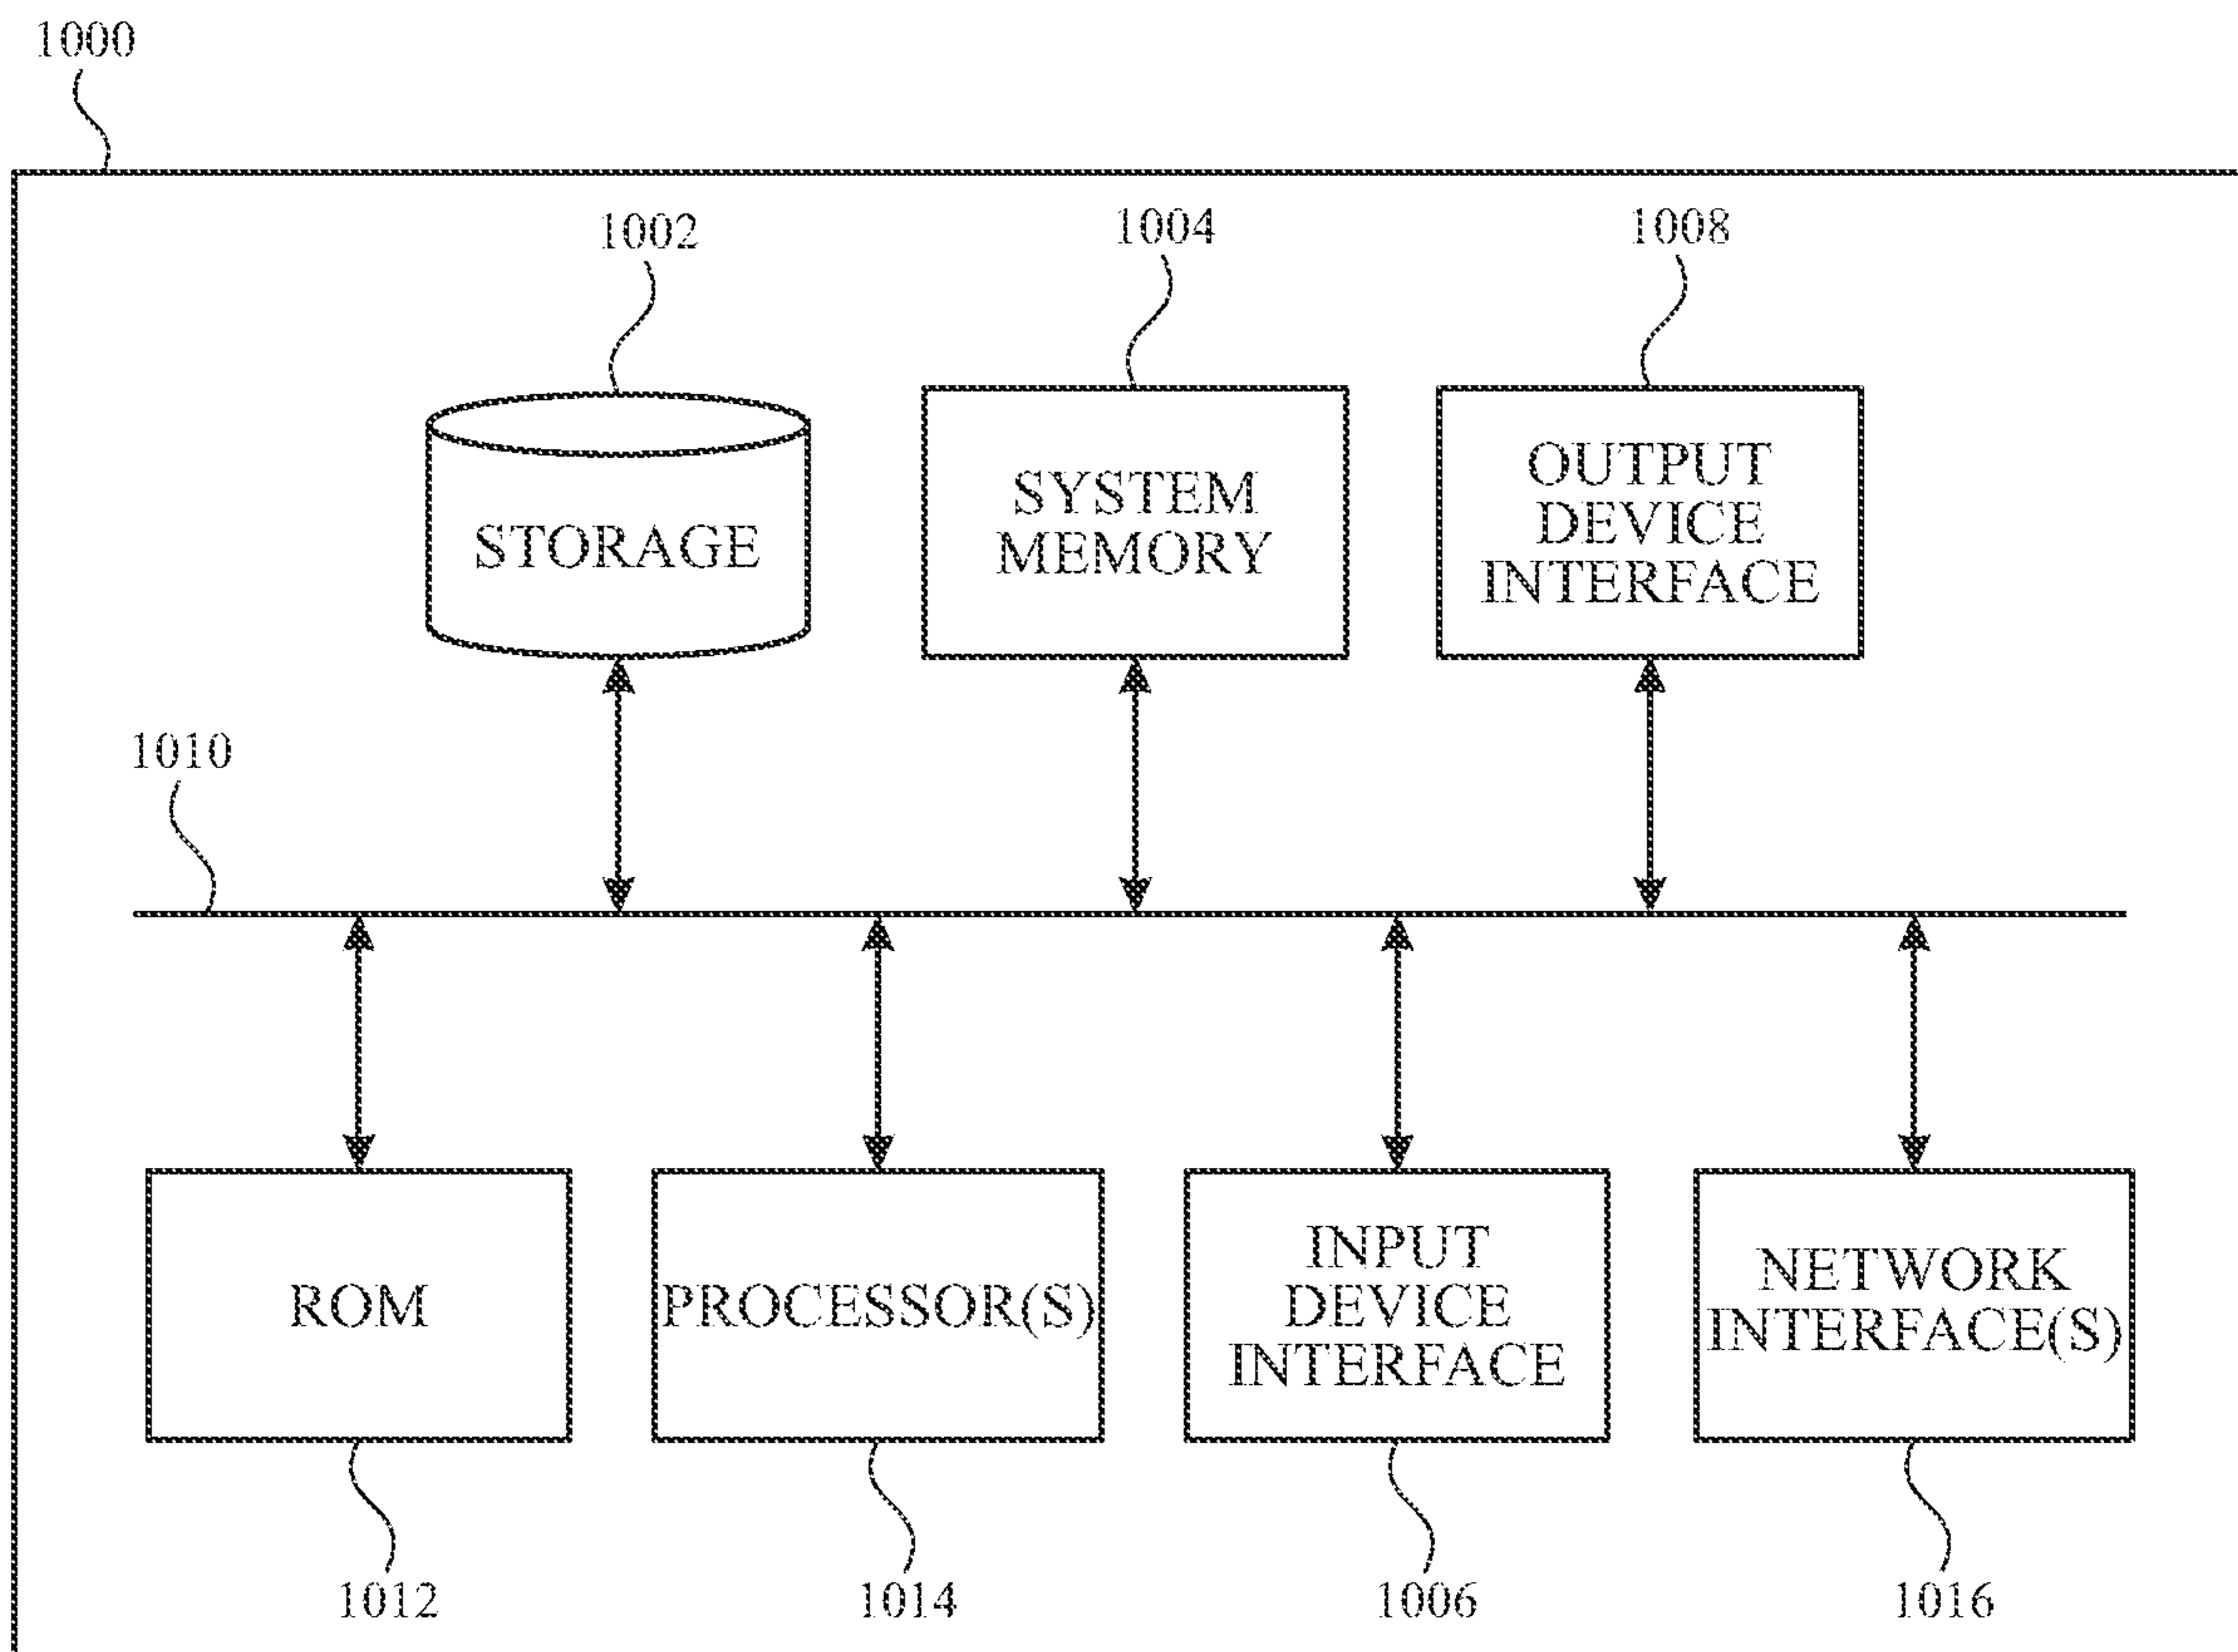 1000
1002
1004
1008
STORAGE
SYSTEM
MEMORY
OUTPUT
DEVICE
INTERFACE
1010
ROM
PROCESSOR(S)
INPUT
DEVICE
INTERFACE
NETWORK
INTERFACE(S)
1012
1014
1006
1016